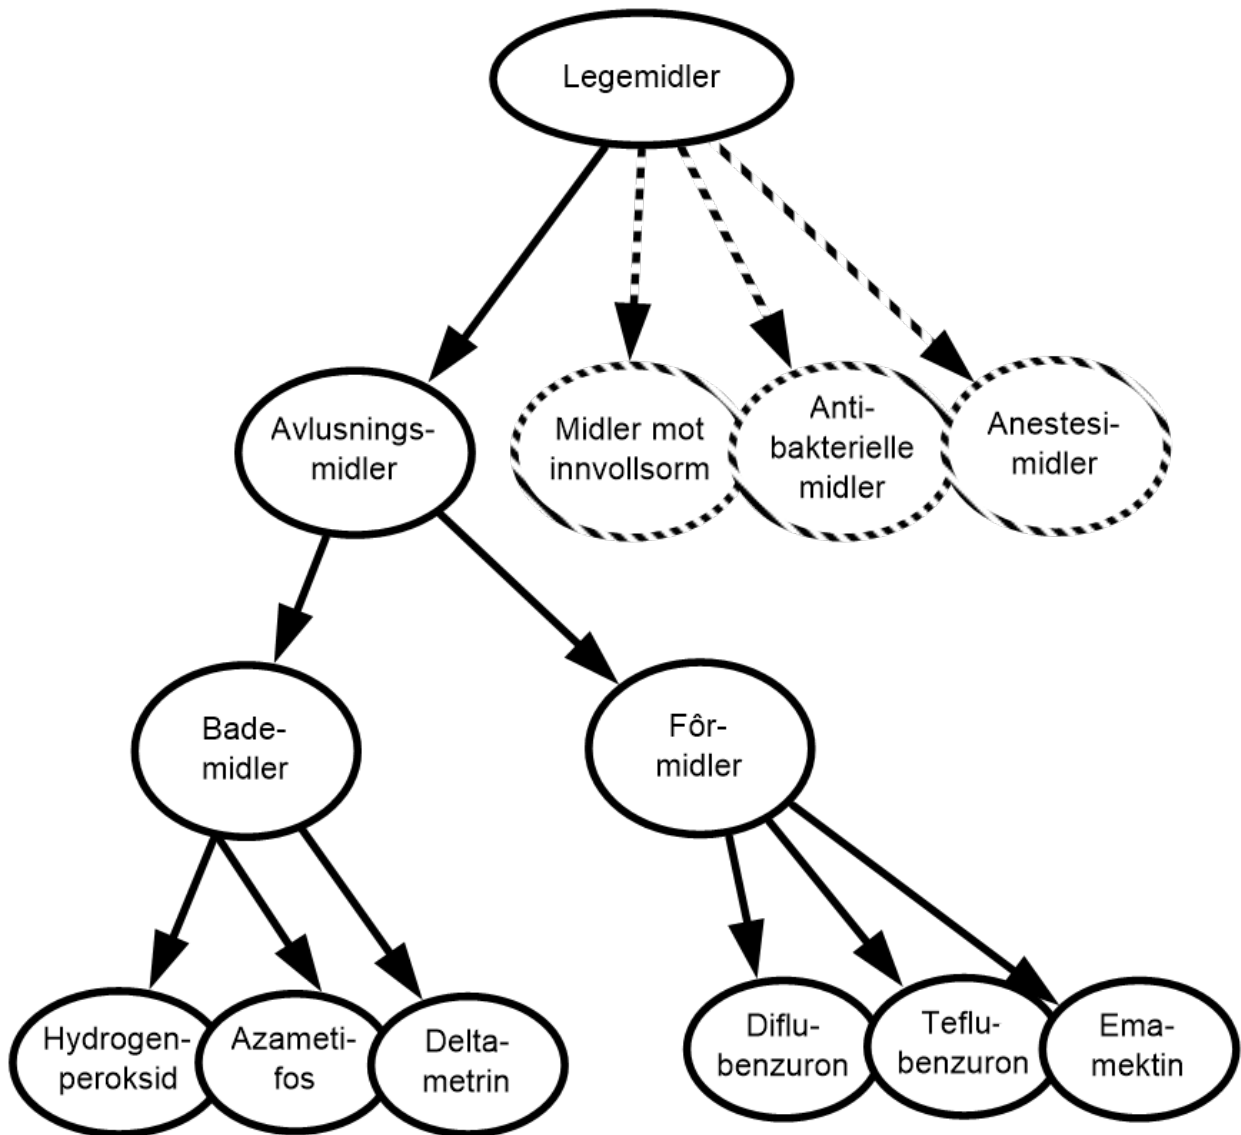 Legemidler
Avlusnings-
midler
Midler mot
innvollsorm
Anti-
bakterielle
midler
Anestesi-
midler
Bade-
midler
Fôr-
midler
Hydrogen-
peroksid
Azameti-
fos
Delta-
metrin
Diflu-
benzuron
Teflu-
benzuron
Ema-
mektin